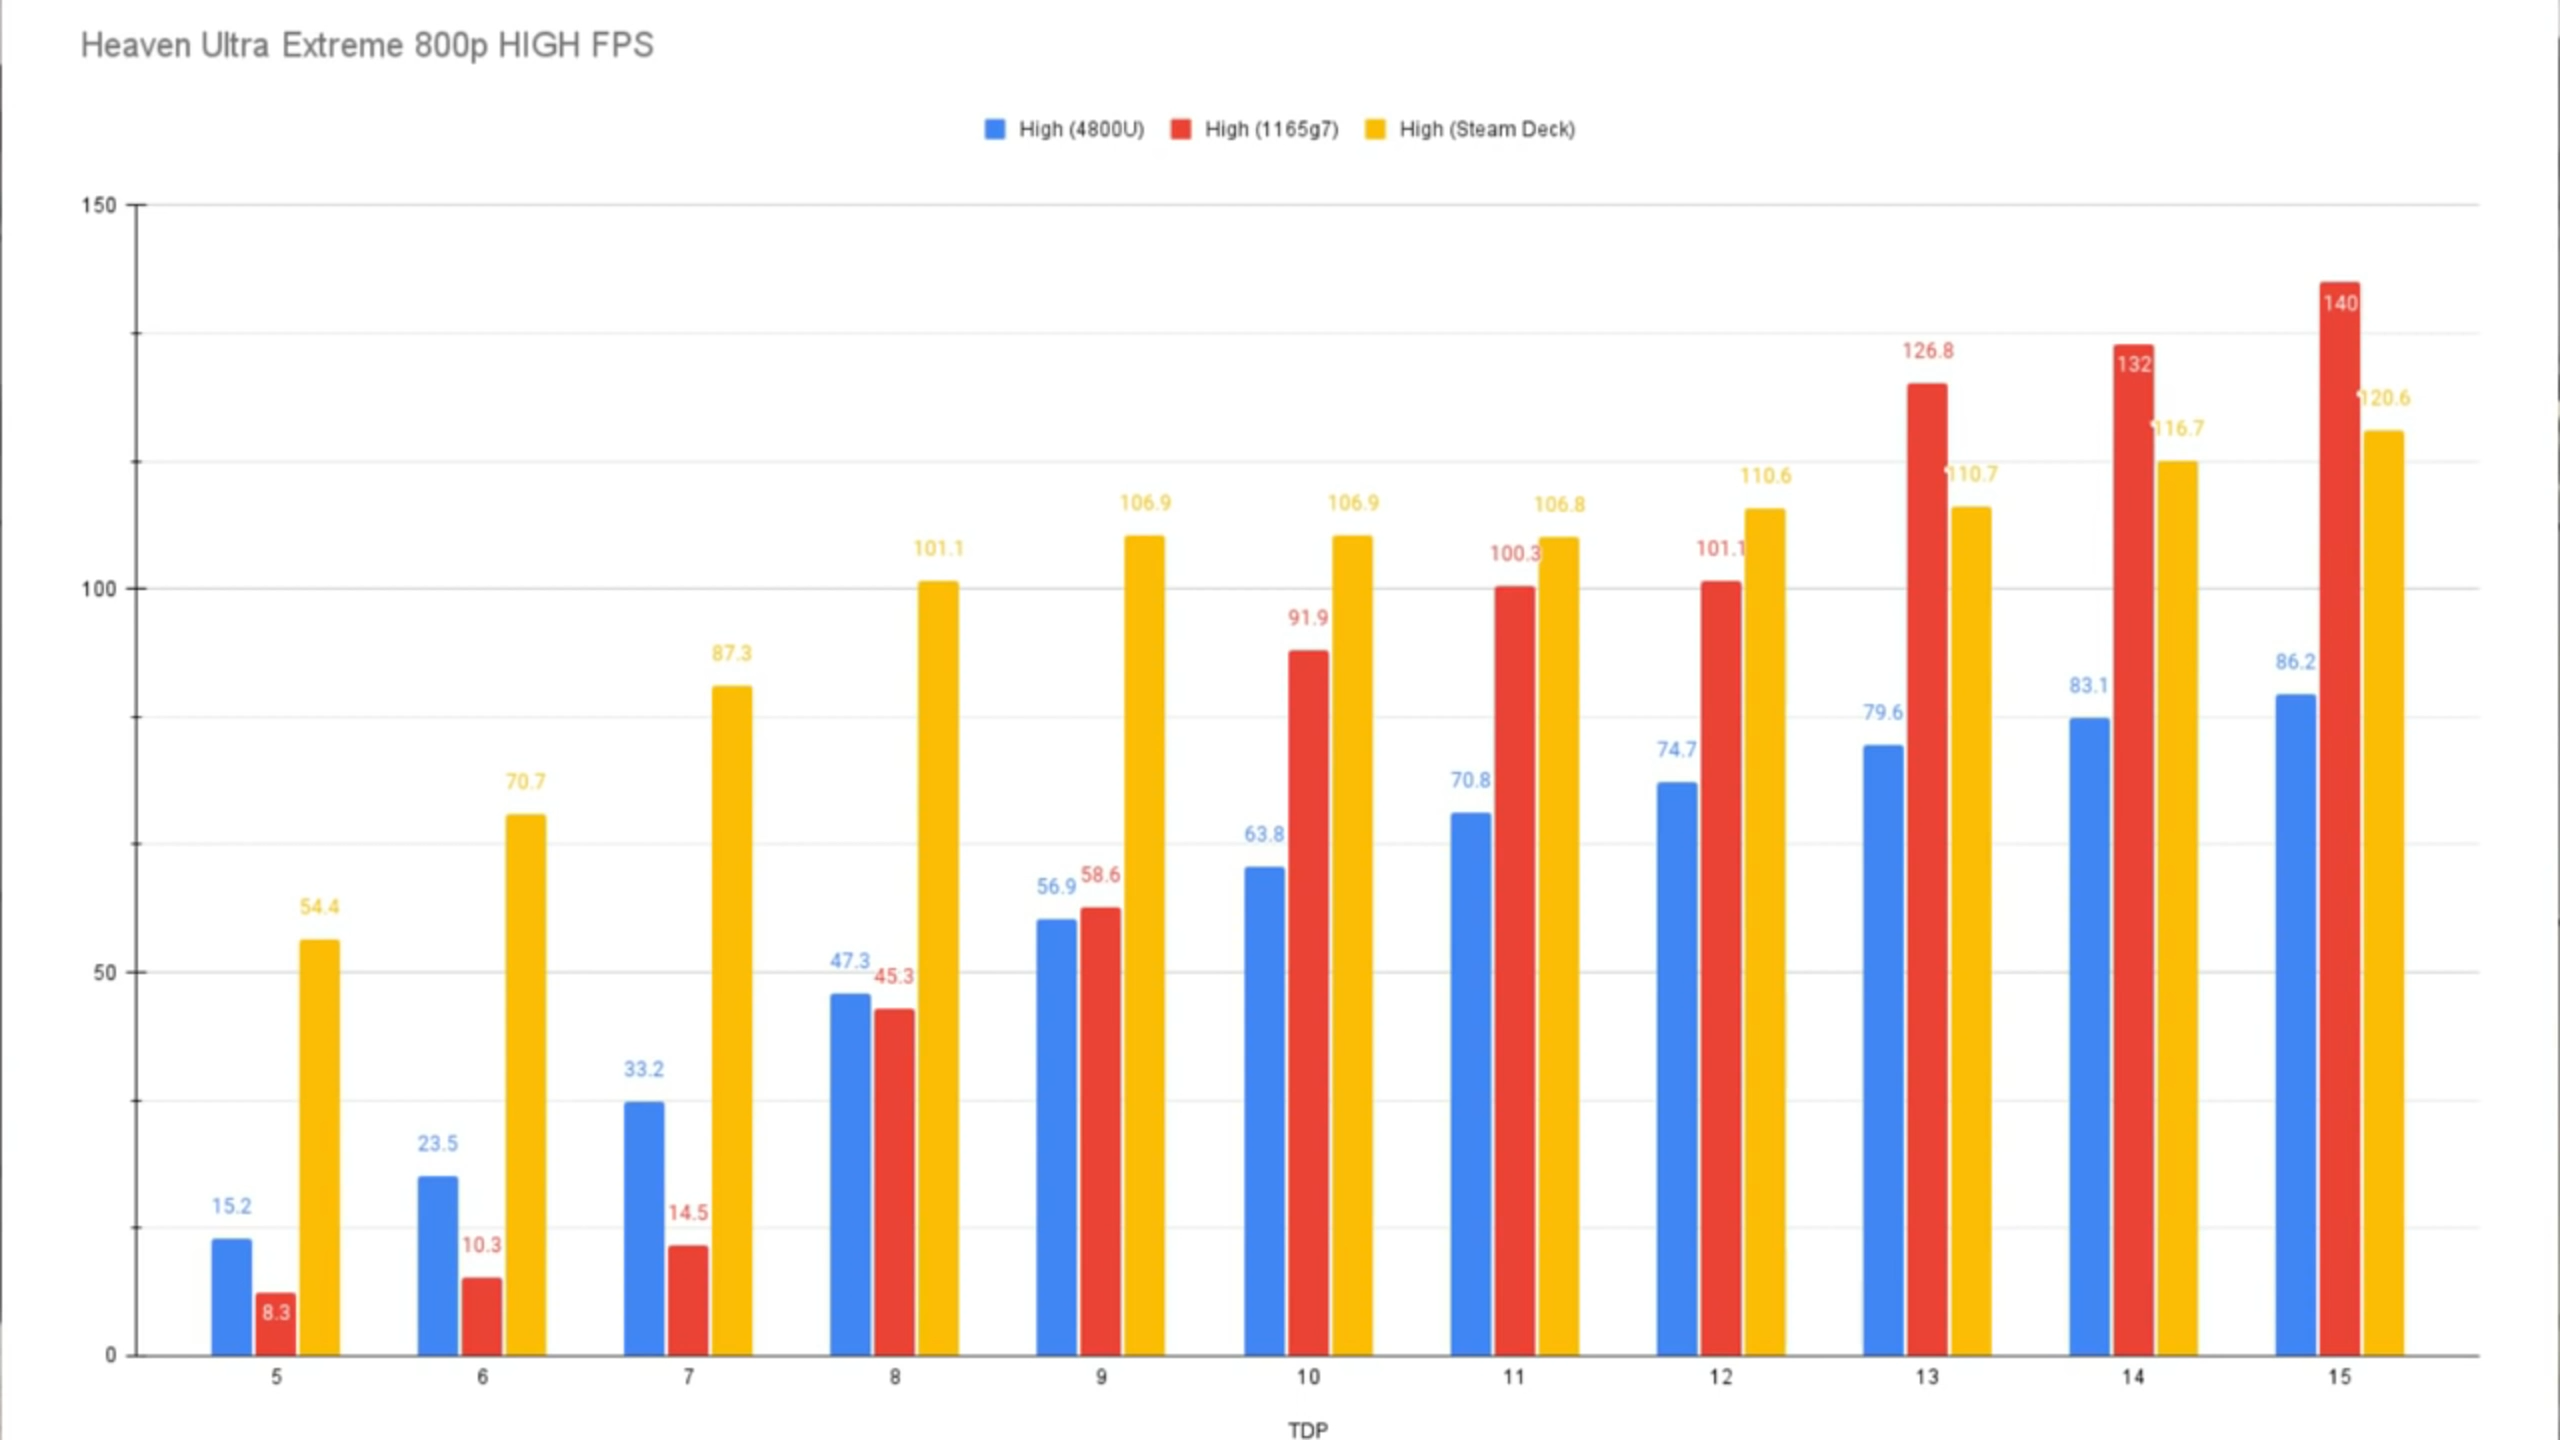 Heaven Ultra Extreme 800p HIGH FPS
High (4800U) High (1165g7) High (Steam Deck)
150
100
50
0
15.2 8.3 54.4
23.5 10.3 70.7
33.2 14.5 87.3
47.3 45.3 101.1
56.9 58.6 106.9
63.8 91.9 106.9
70.8 100.3 106.8
74.7 101.1 110.6
79.6 126.8 110.7
83.1 132 116.7
86.2 140 120.6
5 6 7 8 9 10 11 12 13 14 15
TDP